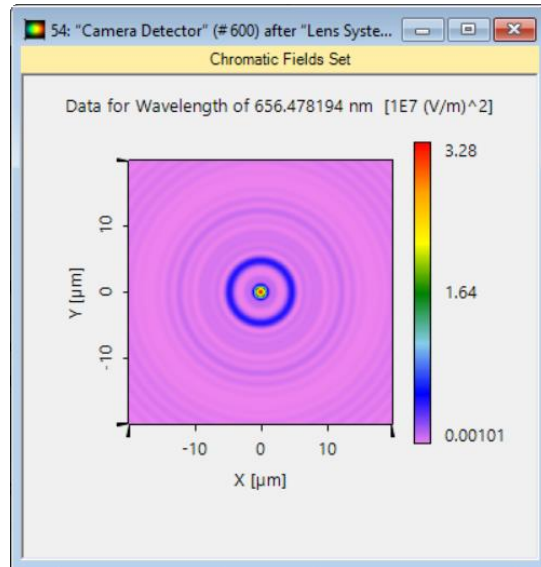 54: "Camera Detector" (#600) after "Lens Syste...
Chromatic Fields Set
Data for Wavelength of 656.478194 nm [1E7 (V/m)^2]
3.28
1.64
0.00101
10
0
-10
Y [µm]
-10 0 10
X [µm]